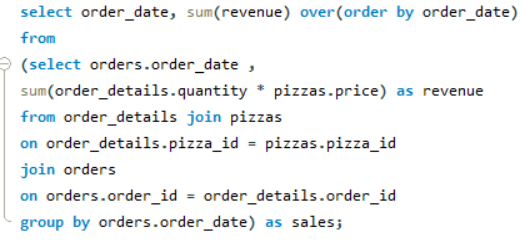 select order_date, sum(revenue) over(order by order_date)
from
(select orders.order_date ,
sum(order_details.quantity * pizzas.price) as revenue
from order_details join pizzas
on order_details.pizza_id = pizzas.pizza_id
join orders
on orders.order_id = order_details.order_id
group by orders.order_date) as sales;